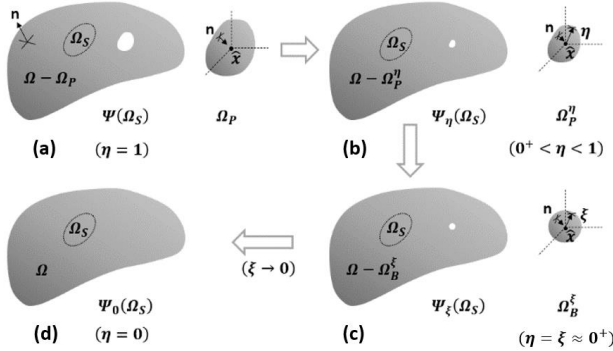 n
Ω_S
Ω − Ω_P
Ψ(Ω_S)
(a)
(η = 1)
n
x̂
Ω_P
Ω_S
Ω − Ω_P^η
Ψ_η(Ω_S)
(b)
n
η
x̂
Ω_P^η
(0⁺ < η < 1)
Ω_S
Ω
Ψ_0(Ω_S)
(d)
(η = 0)
(ξ → 0)
Ω_S
Ω − Ω_B^ξ
Ψ_ξ(Ω_S)
(c)
n
ξ
x̂
Ω_B^ξ
(η = ξ ≈ 0⁺)